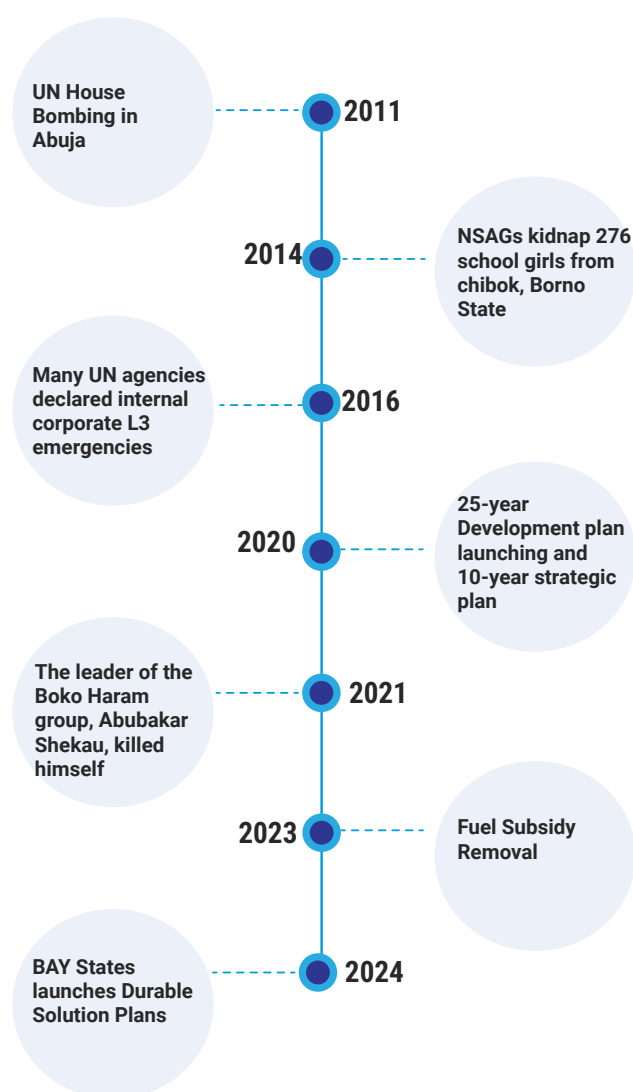 UN House
Bombing in
Abuja
2011
2014
NSAGs kidnap 276
school girls from
chibok, Borno
State
Many UN agencies
declared internal
corporate L3
emergencies
2016
2020
25-year
Development plan
launching and
10-year strategic
plan
The leader of the
Boko Haram
group, Abubakar
Shekau, killed
himself
2021
2023
Fuel Subsidy
Removal
BAY States
launches Durable
Solution Plans
2024